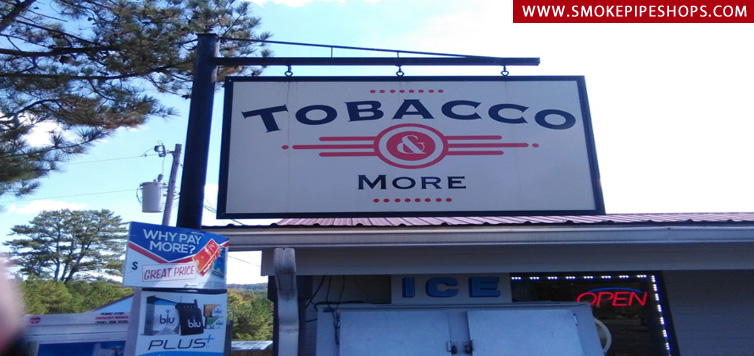 WWW.SMOKEPIPESHOPS.COM
TOBACCO
&
MORE
WHY PAY
MORE?
$ GREAT PRICE
blu blu
PLUS+
ICE
OPEN